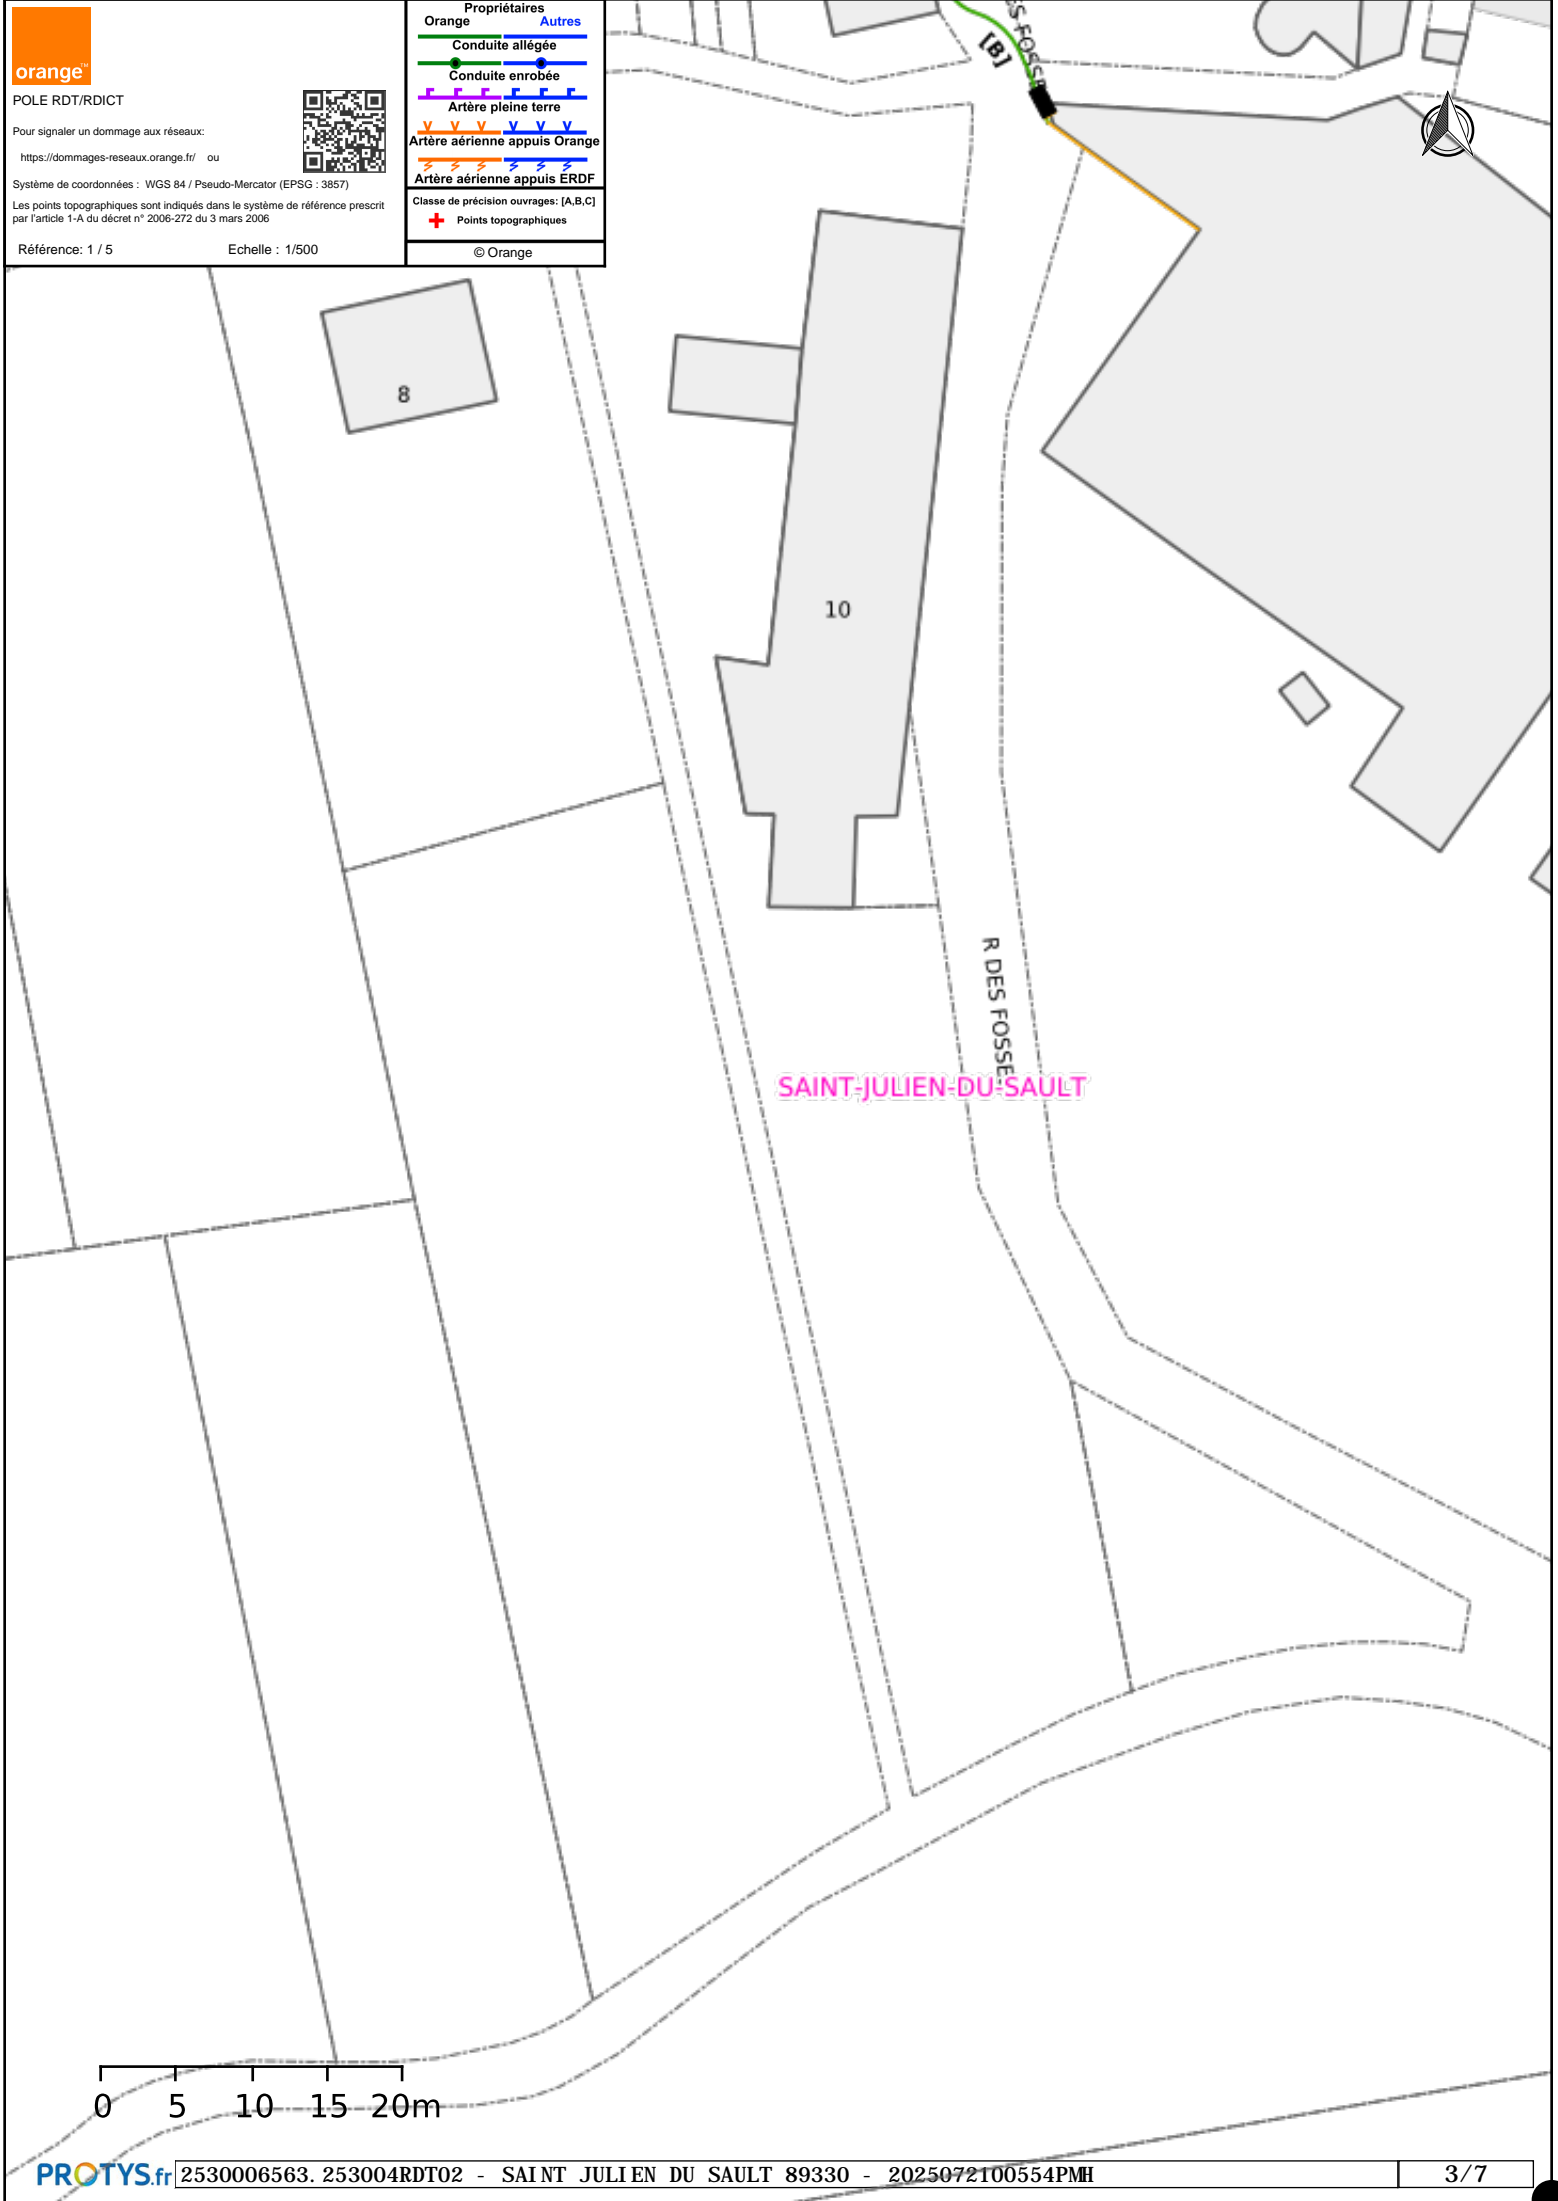 orange™
POLE RDT/RDICT
Pour signaler un dommage aux réseaux:
https://dommages-reseaux.orange.fr/ ou
Système de coordonnées : WGS 84 / Pseudo-Mercator (EPSG : 3857)
Les points topographiques sont indiqués dans le système de référence prescrit
par l'article 1-A du décret n° 2006-272 du 3 mars 2006
Référence: 1 / 5
Echelle : 1/500
Propriétaires
Orange
Autres
Conduite allégée
Conduite enrobée
Artère pleine terre
Artère aérienne appuis Orange
Artère aérienne appuis ERDF
Classe de précision ouvrages: [A,B,C]
Points topographiques
© Orange
[B]
S FOSSE
8
10
R DES FOSSE
SAINT-JULIEN-DU-SAULT
0 5 10 15 20m
PROTYS.fr
2530006563.253004RDT02 - SAINT JULIEN DU SAULT 89330 - 2025072100554PMH
3/7